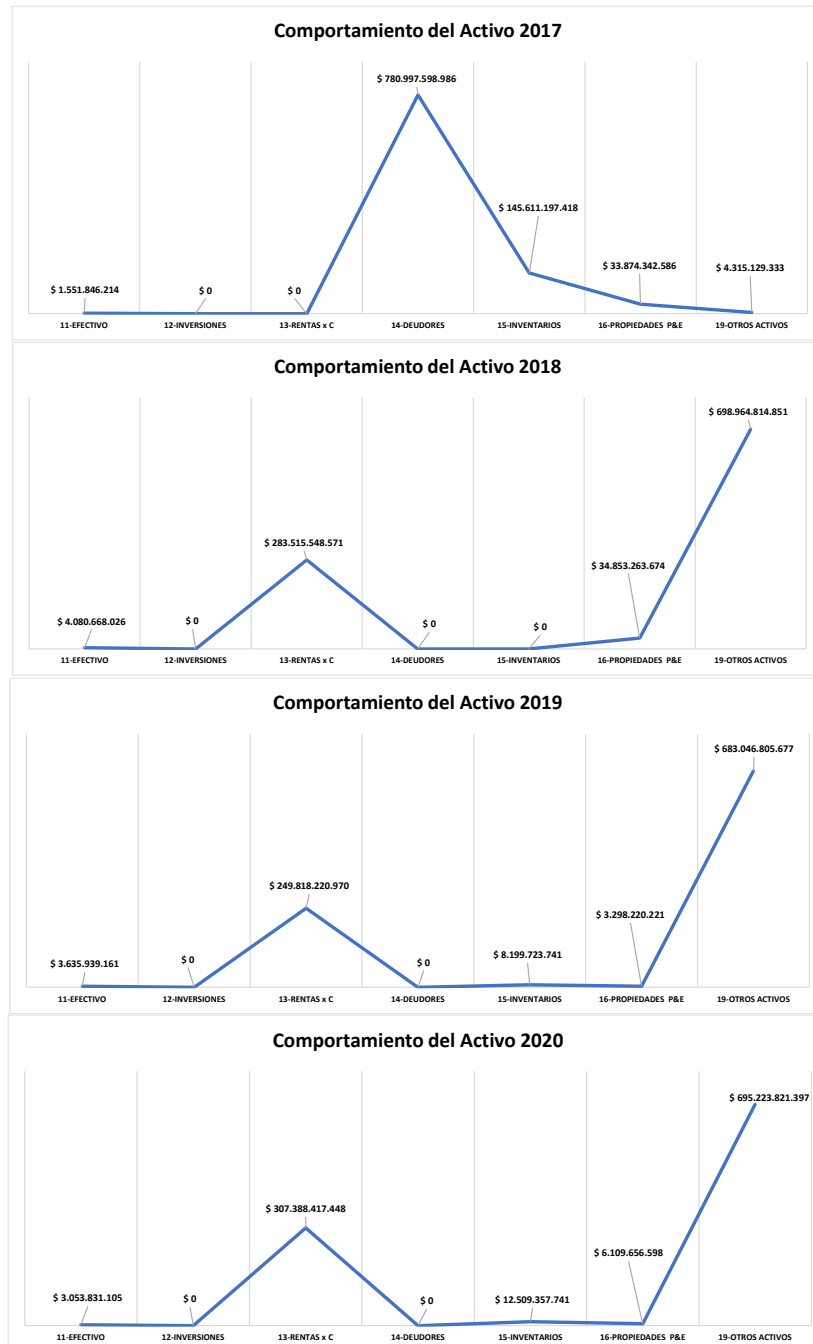 Comportamiento del Activo 2017
$ 780.997.598.986
$ 145.611.197.418
$ 33.874.342.586
$ 4.315.129.333
$ 1.551.846.214
$ 0
$ 0
11-EFECTIVO
12-INVERSIONES
13-RENTAS x C
14-DEUDORES
15-INVENTARIOS
16-PROPIEDADES P&E
19-OTROS ACTIVOS
Comportamiento del Activo 2018
$ 698.964.814.851
$ 283.515.548.571
$ 34.853.263.674
$ 4.080.668.026
$ 0
$ 0
$ 0
11-EFECTIVO
12-INVERSIONES
13-RENTAS x C
14-DEUDORES
15-INVENTARIOS
16-PROPIEDADES P&E
19-OTROS ACTIVOS
Comportamiento del Activo 2019
$ 683.046.805.677
$ 249.818.220.970
$ 3.298.220.221
$ 3.635.939.161
$ 0
$ 0
$ 8.199.723.741
11-EFECTIVO
12-INVERSIONES
13-RENTAS x C
14-DEUDORES
15-INVENTARIOS
16-PROPIEDADES P&E
19-OTROS ACTIVOS
Comportamiento del Activo 2020
$ 695.223.821.397
$ 307.388.417.448
$ 6.109.656.598
$ 3.053.831.105
$ 0
$ 0
$ 12.509.357.741
11-EFECTIVO
12-INVERSIONES
13-RENTAS x C
14-DEUDORES
15-INVENTARIOS
16-PROPIEDADES P&E
19-OTROS ACTIVOS